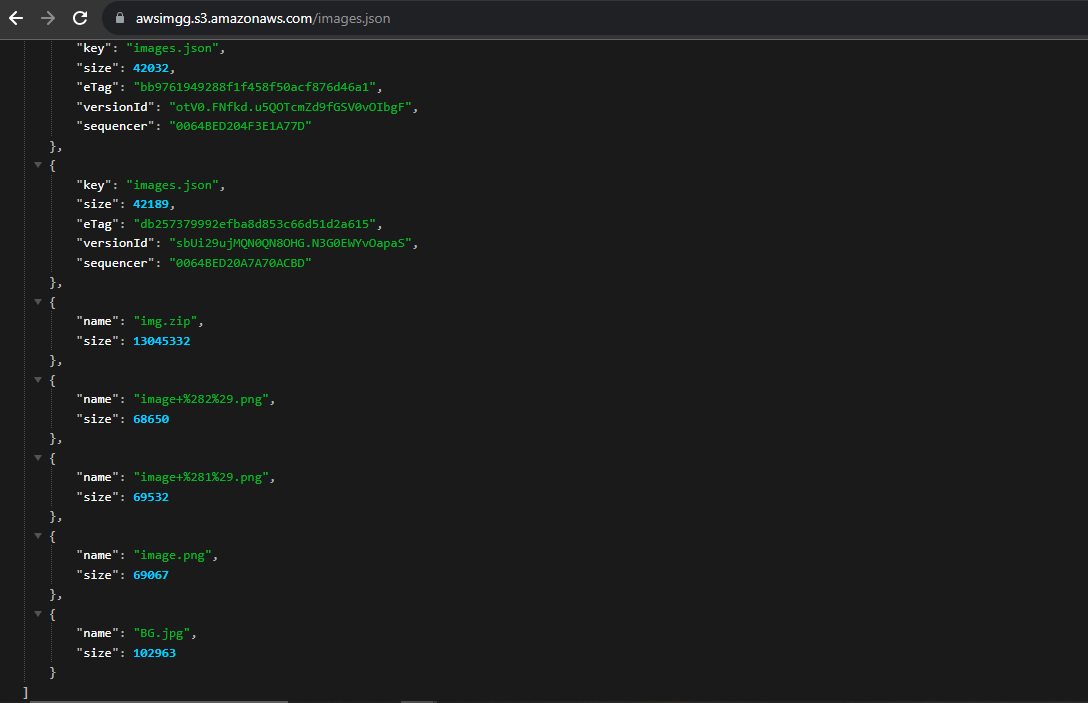 awsimgg.s3.amazonaws.com/images.json
"key": "images.json",
"size": 42032,
"eTag": "bb9761949288f1f458f50acf876d46a1",
"versionId": "otV0.FNfkd.u5QOTcmZd9fGSV0vOIbgF",
"sequencer": "0064BED204F3E1A77D"
},
{
"key": "images.json",
"size": 42189,
"eTag": "db257379992efba8d853c66d51d2a615",
"versionId": "sbUi29ujMQN0QN8OHG.N3G0EWYvOapaS",
"sequencer": "0064BED20A7A70ACBD"
},
{
"name": "img.zip",
"size": 13045332
},
{
"name": "image+%282%29.png",
"size": 68650
},
{
"name": "image+%281%29.png",
"size": 69532
},
{
"name": "image.png",
"size": 69067
},
{
"name": "BG.jpg",
"size": 102963
}
]